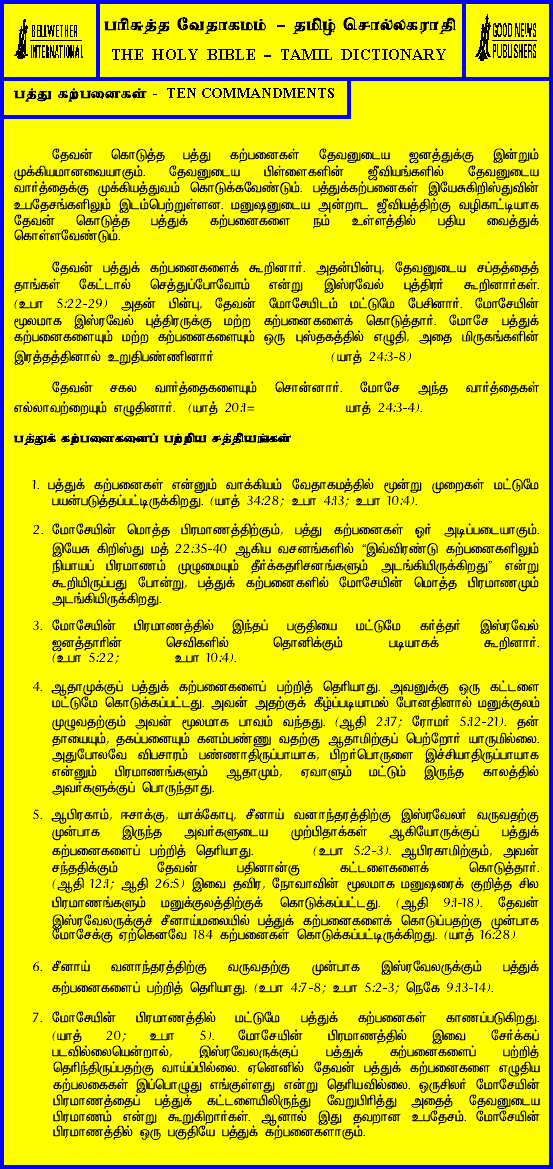 BELLWETHER
INTERNATIONAL
பரிசுத்த வேதாகமம் – தமிழ் சொல்லகராதி
THE HOLY BIBLE – TAMIL DICTIONARY
GOOD NEWS
PUBLISHERS
பத்து கற்பனைகள் - TEN COMMANDMENTS
தேவன் கொடுத்த பத்து கற்பனைகள் தேவனுடைய ஜனத்துக்கு இன்றும்
முக்கியமானவையாகும். தேவனுடைய பிள்ளைகளின் ஜீவியங்களில் தேவனுடைய
வார்த்தைக்கு முக்கியத்துவம் கொடுக்கவேண்டும். பத்துக்கற்பனைகள் இயேசுகிறிஸ்துவின்
உபதேசங்களிலும் இடம்பெற்றுள்ளன. மனுஷனுடைய அன்றாட ஜீவியத்திற்கு வழிகாட்டியாக
தேவன் கொடுத்த பத்துக் கற்பனைகளை நம் உள்ளத்தில் பதிய வைத்துக்
கொள்ளவேண்டும்.
தேவன் பத்துக் கற்பனைகளைக் கூறினார். அதன்பின்பு, தேவனுடைய சப்தத்தைத்
தாங்கள் கேட்டால் செத்துப்போவோம் என்று இஸ்ரவேல் புத்திரர் கூறினார்கள்.
(உபா 5:22-29) அதன் பின்பு, தேவன் மோசேயிடம் மட்டுமே பேசினார். மோசேயின்
மூலமாக இஸ்ரவேல் புத்திரருக்கு மற்ற கற்பனைகளைக் கொடுத்தார். மோசே பத்துக்
கற்பனைகளையும் மற்ற கற்பனைகளையும் ஒரு புஸ்தகத்தில் எழுதி, அதை மிருகங்களின்
இரத்தத்தினால் உறுதிபண்ணினார் (யாத் 24:3-8)
தேவன் சகல வார்த்தைகளையும் சொன்னார். மோசே அந்த வார்த்தைகள்
எல்லாவற்றையும் எழுதினார். (யாத் 20:1= யாத் 24:3-4).
பத்துக் கற்பனைகளைப் பற்றிய சத்தியங்கள்
1. பத்துக் கற்பனைகள் என்னும் வாக்கியம் வேதாகமத்தில் மூன்று முறைகள் மட்டுமே
பயன்படுத்தப்பட்டிருக்கிறது. (யாத் 34:28; உபா 4:13; உபா 10:4).
2. மோசேயின் மொத்த பிரமாணத்திற்கும், பத்து கற்பனைகள் ஓர் அடிப்படையாகும்.
இயேசு கிறிஸ்து மத் 22:35-40 ஆகிய வசனங்களில் "இவ்விரண்டு கற்பனைகளிலும்
நியாயப் பிரமாணம் முழுமையும் தீர்க்கதரிசனங்களும் அடங்கியிருக்கிறது" என்று
கூறியிருப்பது போன்று, பத்துக் கற்பனைகளில் மோசேயின் மொத்த பிரமாணமும்
அடங்கியிருக்கிறது.
3. மோசேயின் பிரமாணத்தில் இந்தப் பகுதியை மட்டுமே கர்த்தர் இஸ்ரவேல்
ஜனத்தாரின் செவிகளில் தொனிக்கும் படியாகக் கூறினார்.
(உபா 5:22; உபா 10:4).
4. ஆதாமுக்குப் பத்துக் கற்பனைகளைப் பற்றித் தெரியாது. அவனுக்கு ஒரு கட்டளை
மட்டுமே கொடுக்கப்பட்டது. அவன் அதற்குக் கீழ்ப்படியாமல் போனதினால் மனுக்குலம்
முழுவதற்கும் அவன் மூலமாக பாவம் வந்தது. (ஆதி 2:17; ரோமர் 5:12-21). தன்
தாயையும், தகப்பனையும் கனம்பண்ணு வதற்கு ஆதாமிற்குப் பெற்றோர் யாருமில்லை.
அதுபோலவே விபசாரம் பண்ணாதிருப்பாயாக, பிறர்பொருளை இச்சியாதிருப்பாயாக
என்னும் பிரமாணங்களும் ஆதாமும், ஏவாளும் மட்டும் இருந்த காலத்தில்
அவர்களுக்குப் பொருந்தாது.
5. ஆபிரகாம், ஈசாக்கு, யாக்கோபு, சீனாய் வனாந்தரத்திற்கு இஸ்ரவேலர் வருவதற்கு
முன்பாக இருந்த அவர்களுடைய முற்பிதாக்கள் ஆகியோருக்குப் பத்துக்
கற்பனைகளைப் பற்றித் தெரியாது. (உபா 5:2-3). ஆபிரகாமிற்கும், அவன்
சந்ததிக்கும் தேவன் பதினான்கு கட்டளைகளைக் கொடுத்தார்.
(ஆதி 12:1; ஆதி 26:5) இவை தவிர, நோவாவின் மூலமாக மனுஷரைக் குறித்த சில
பிரமாணங்களும் மனுக்குலத்திற்குக் கொடுக்கப்பட்டது. (ஆதி 9:1-18). தேவன்
இஸ்ரவேலருக்குச் சீனாய்மலையில் பத்துக் கற்பனைகளைக் கொடுப்பதற்கு முன்பாக
மோசேக்கு ஏற்கெனவே 184 கற்பனைகள் கொடுக்கப்பட்டிருக்கிறது. (யாத் 16:28)
6. சீனாய் வனாந்தரத்திற்கு வருவதற்கு முன்பாக இஸ்ரவேலருக்கும் பத்துக்
கற்பனைகளைப் பற்றித் தெரியாது. (உபா 4:7-8; உபா 5:2-3; நெகே 9:13-14).
7. மோசேயின் பிரமாணத்தில் மட்டுமே பத்துக் கற்பனைகள் காணப்படுகிறது.
(யாத் 20; உபா 5). மோசேயின் பிரமாணத்தில் இவை சேர்க்கப்
படவில்லையென்றால், இஸ்ரவேலருக்குப் பத்துக் கற்பனைகளைப் பற்றித்
தெரிந்திருப்பதற்கு வாய்ப்பில்லை. ஏனெனில் தேவன் பத்துக் கற்பனைகளை எழுதிய
கற்பலகைகள் இப்பொழுது எங்குள்ளது என்று தெரியவில்லை. ஒருசிலர் மோசேயின்
பிரமாணத்தைப் பத்துக் கட்டளையிலிருந்து வேறுபிரித்து அதைத் தேவனுடைய
பிரமாணம் என்று கூறுகிறார்கள். ஆனால் இது தவறான உபதேசம். மோசேயின்
பிரமாணத்தில் ஒரு பகுதியே பத்துக் கற்பனைகளாகும்.